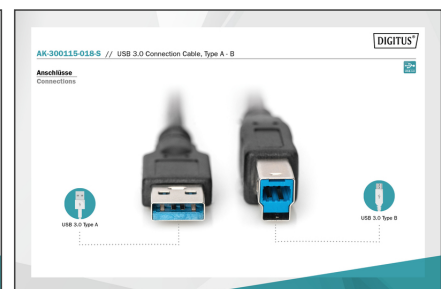 DIGITUS®
AK-300115-018-S // USB 3.0 Connection Cable, Type A - B
Anschlüsse
Connections
USB 3.0 Type A
USB 3.0 Type B